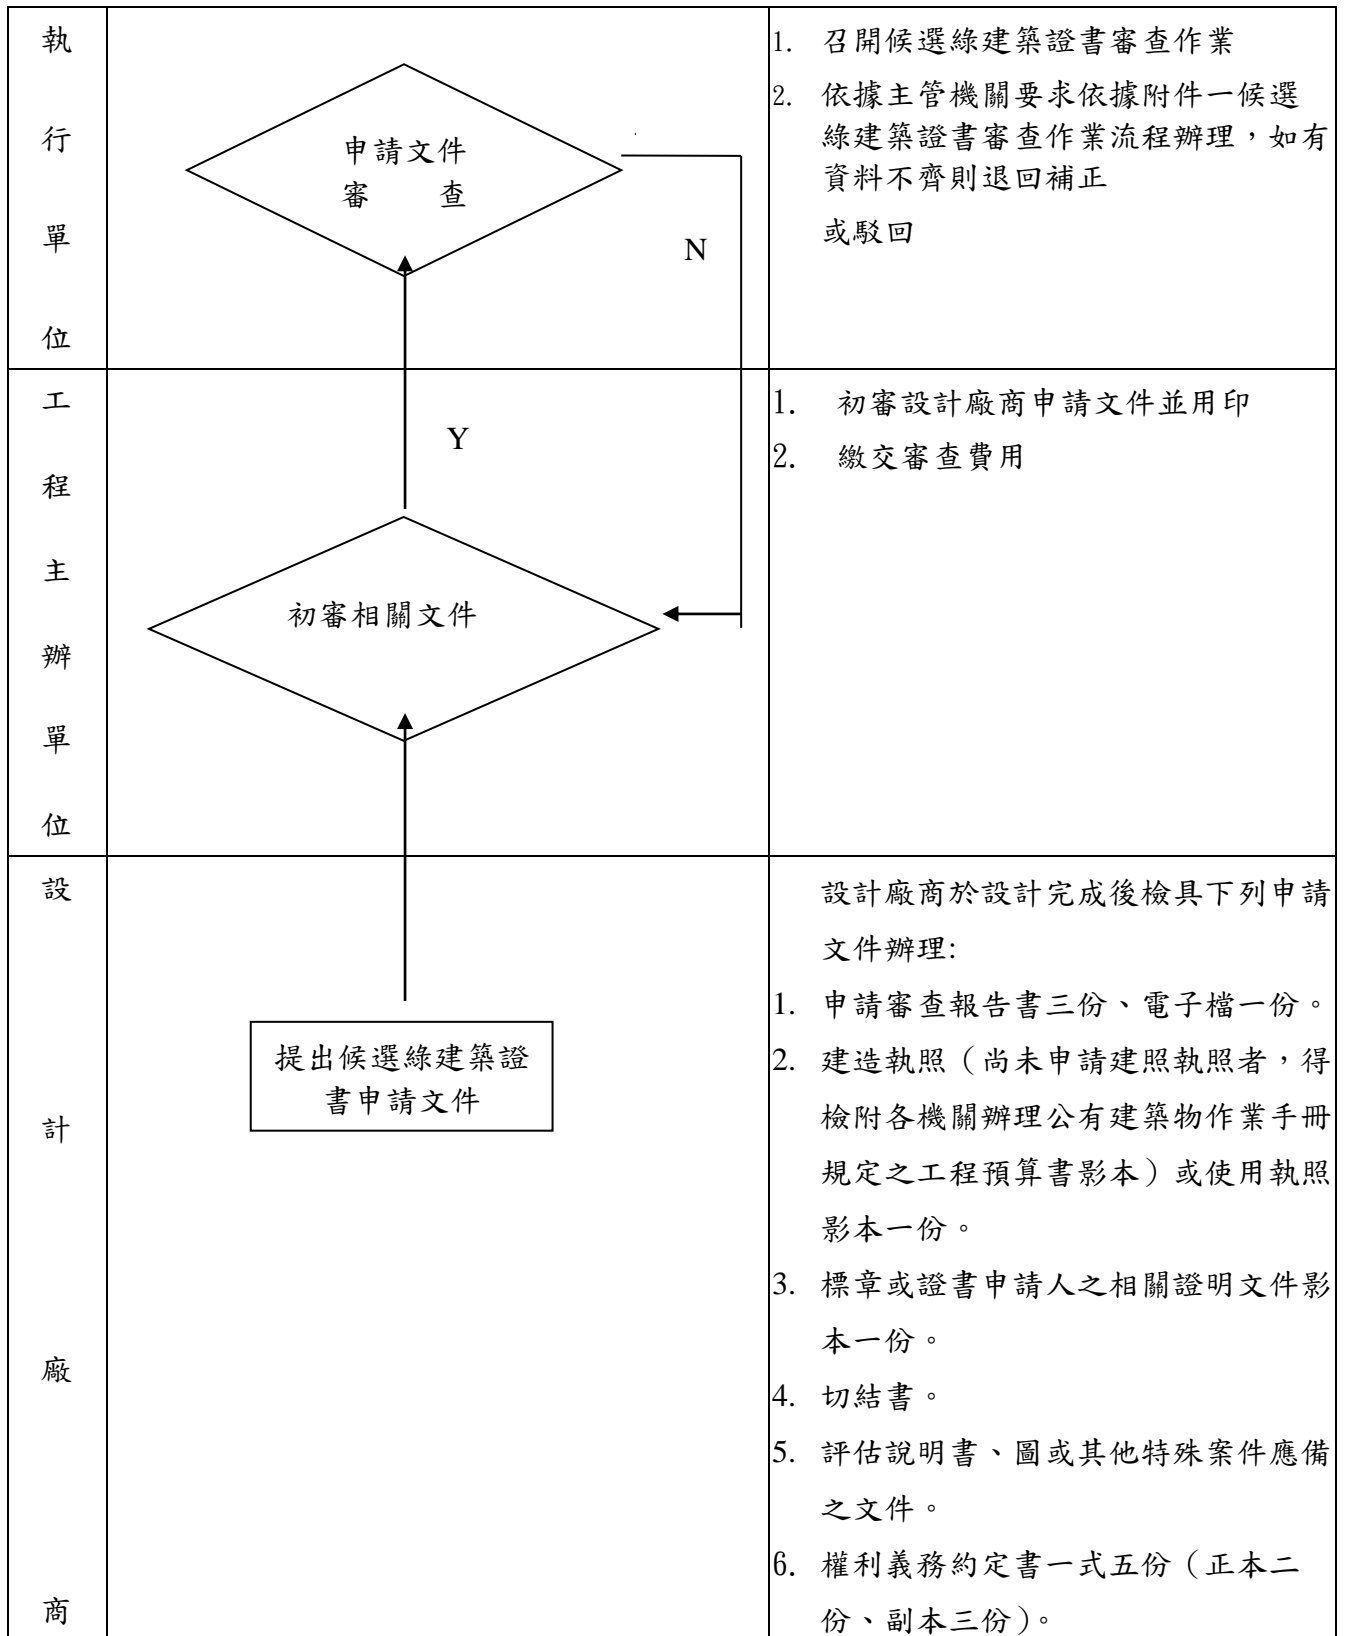 執行單位
申請文件
審　　查
N
1. 召開候選綠建築證書審查作業
2. 依據主管機關要求依據附件一候選
綠建築證書審查作業流程辦理，如有
資料不齊則退回補正
或駁回
工程主辦單位
Y
初審相關文件
1. 初審設計廠商申請文件並用印
2. 繳交審查費用
設計廠商
提出候選綠建築證
書申請文件
設計廠商於設計完成後檢具下列申請
文件辦理:
1. 申請審查報告書三份、電子檔一份。
2. 建造執照（尚未申請建照執照者，得
檢附各機關辦理公有建築物作業手冊
規定之工程預算書影本）或使用執照
影本一份。
3. 標章或證書申請人之相關證明文件影
本一份。
4. 切結書。
5. 評估說明書、圖或其他特殊案件應備
之文件。
6. 權利義務約定書一式五份（正本二
份、副本三份）。